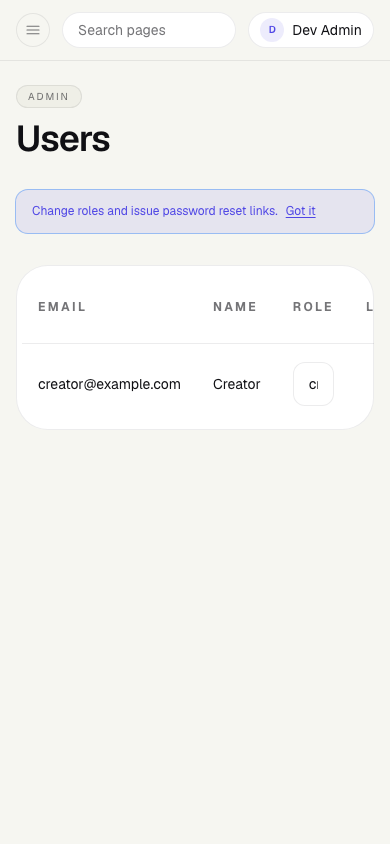 Search pages
D Dev Admin
ADMIN
Users
Change roles and issue password reset links. Got it
EMAIL NAME ROLE L
creator@example.com Creator